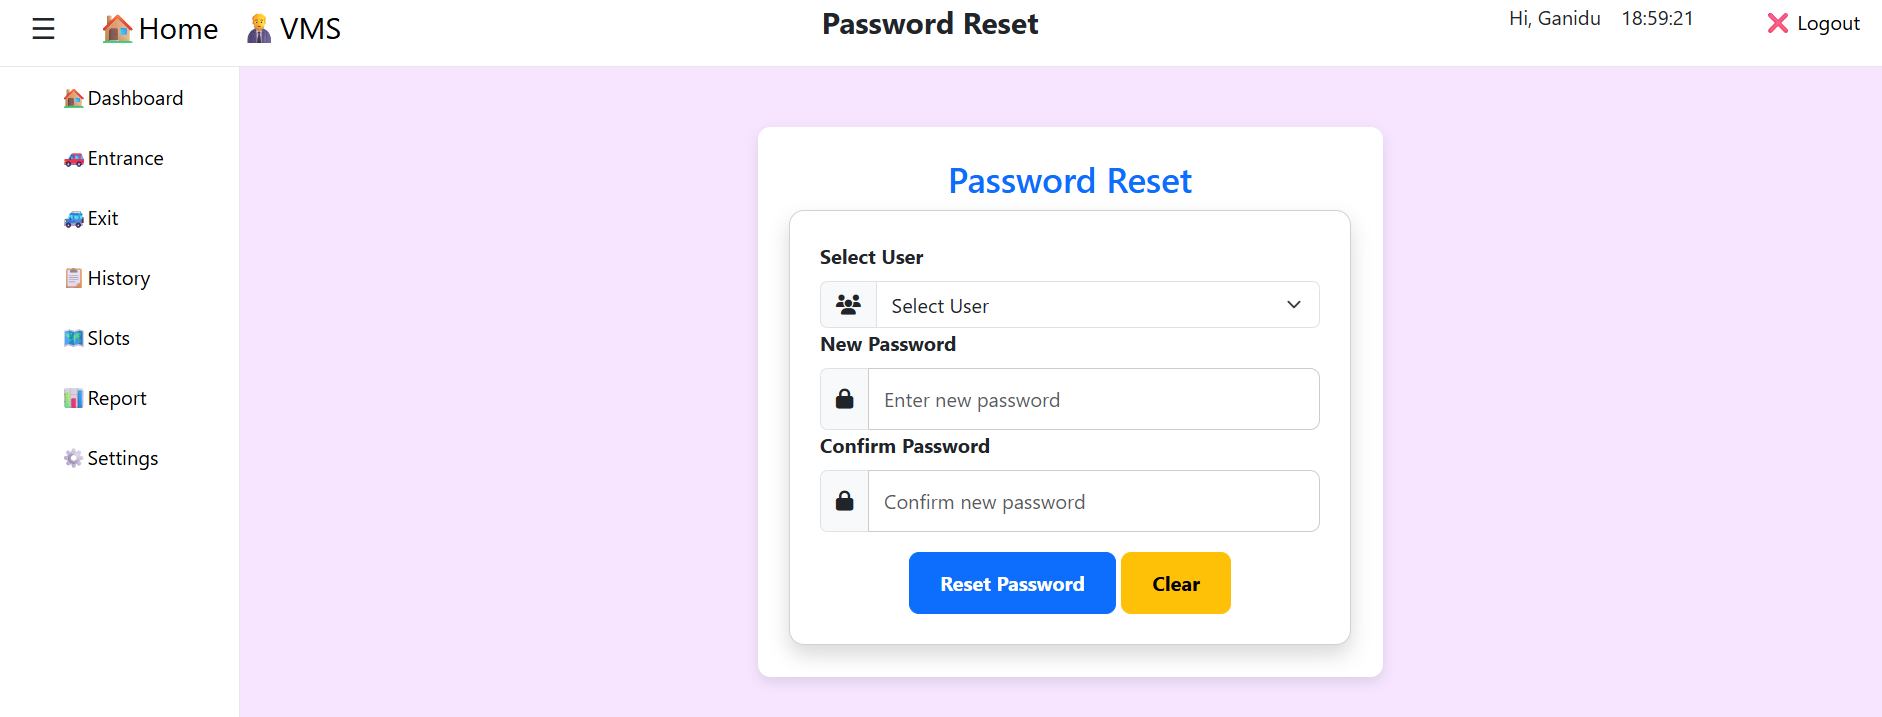 Home VMS
Password Reset
Hi, Ganidu 18:59:21
Logout
Dashboard
Entrance
Exit
History
Slots
Report
Settings
Password Reset
Select User
Select User
New Password
Enter new password
Confirm Password
Confirm new password
Reset Password Clear